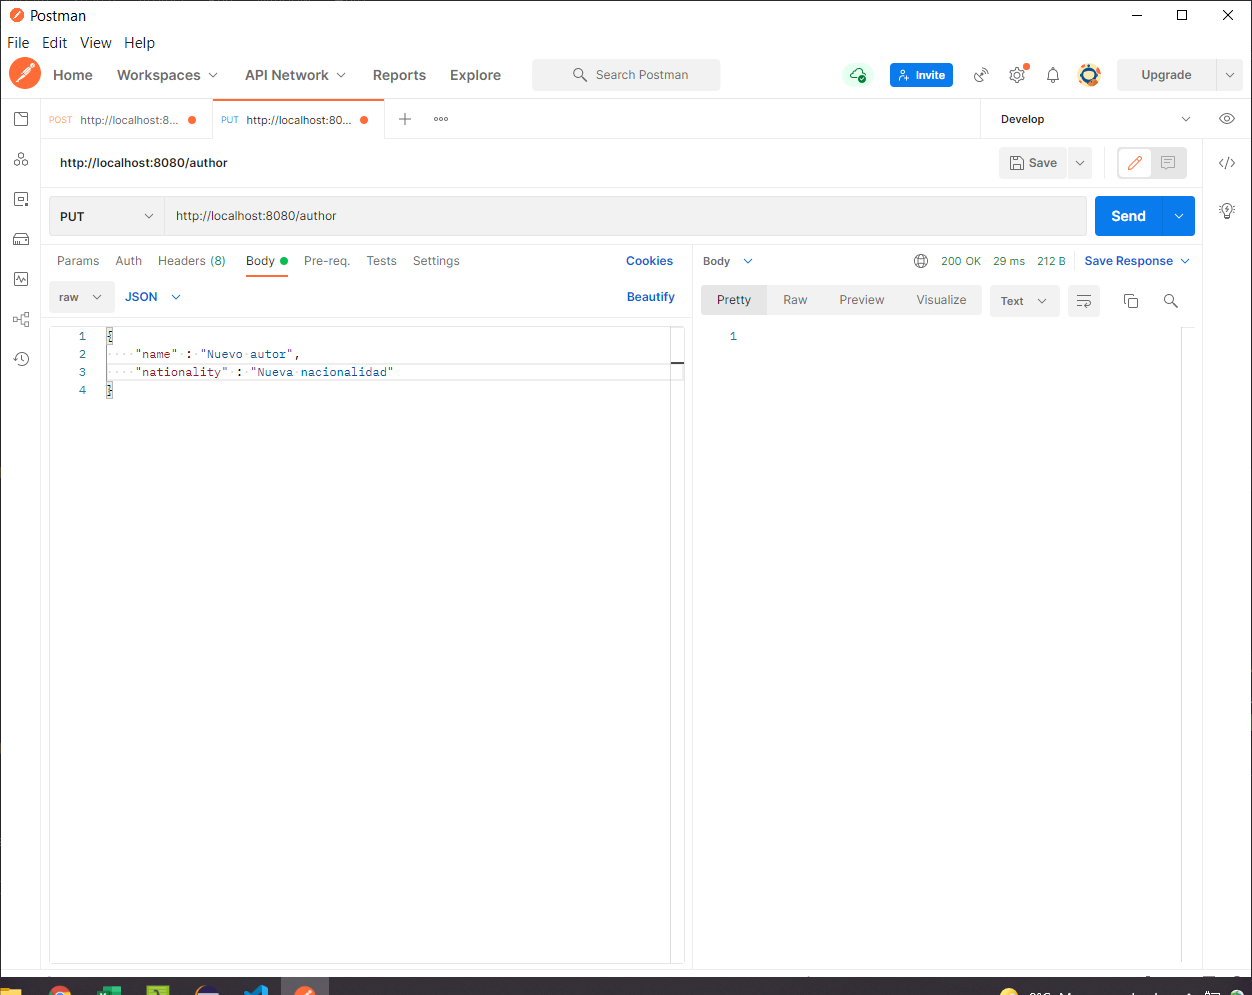 Postman
File Edit View Help
Home Workspaces API Network Reports Explore Search Postman Invite Upgrade
POST http://localhost:8... PUT http://localhost:80... Develop
http://localhost:8080/author Save
PUT http://localhost:8080/author Send
Params Auth Headers (8) Body Pre-req. Tests Settings Cookies Body 200 OK 29 ms 212 B Save Response
raw JSON Beautify Pretty Raw Preview Visualize Text
1 {
2 "name" : "Nuevo autor",
3 "nationality" : "Nueva nacionalidad"
4 }
1